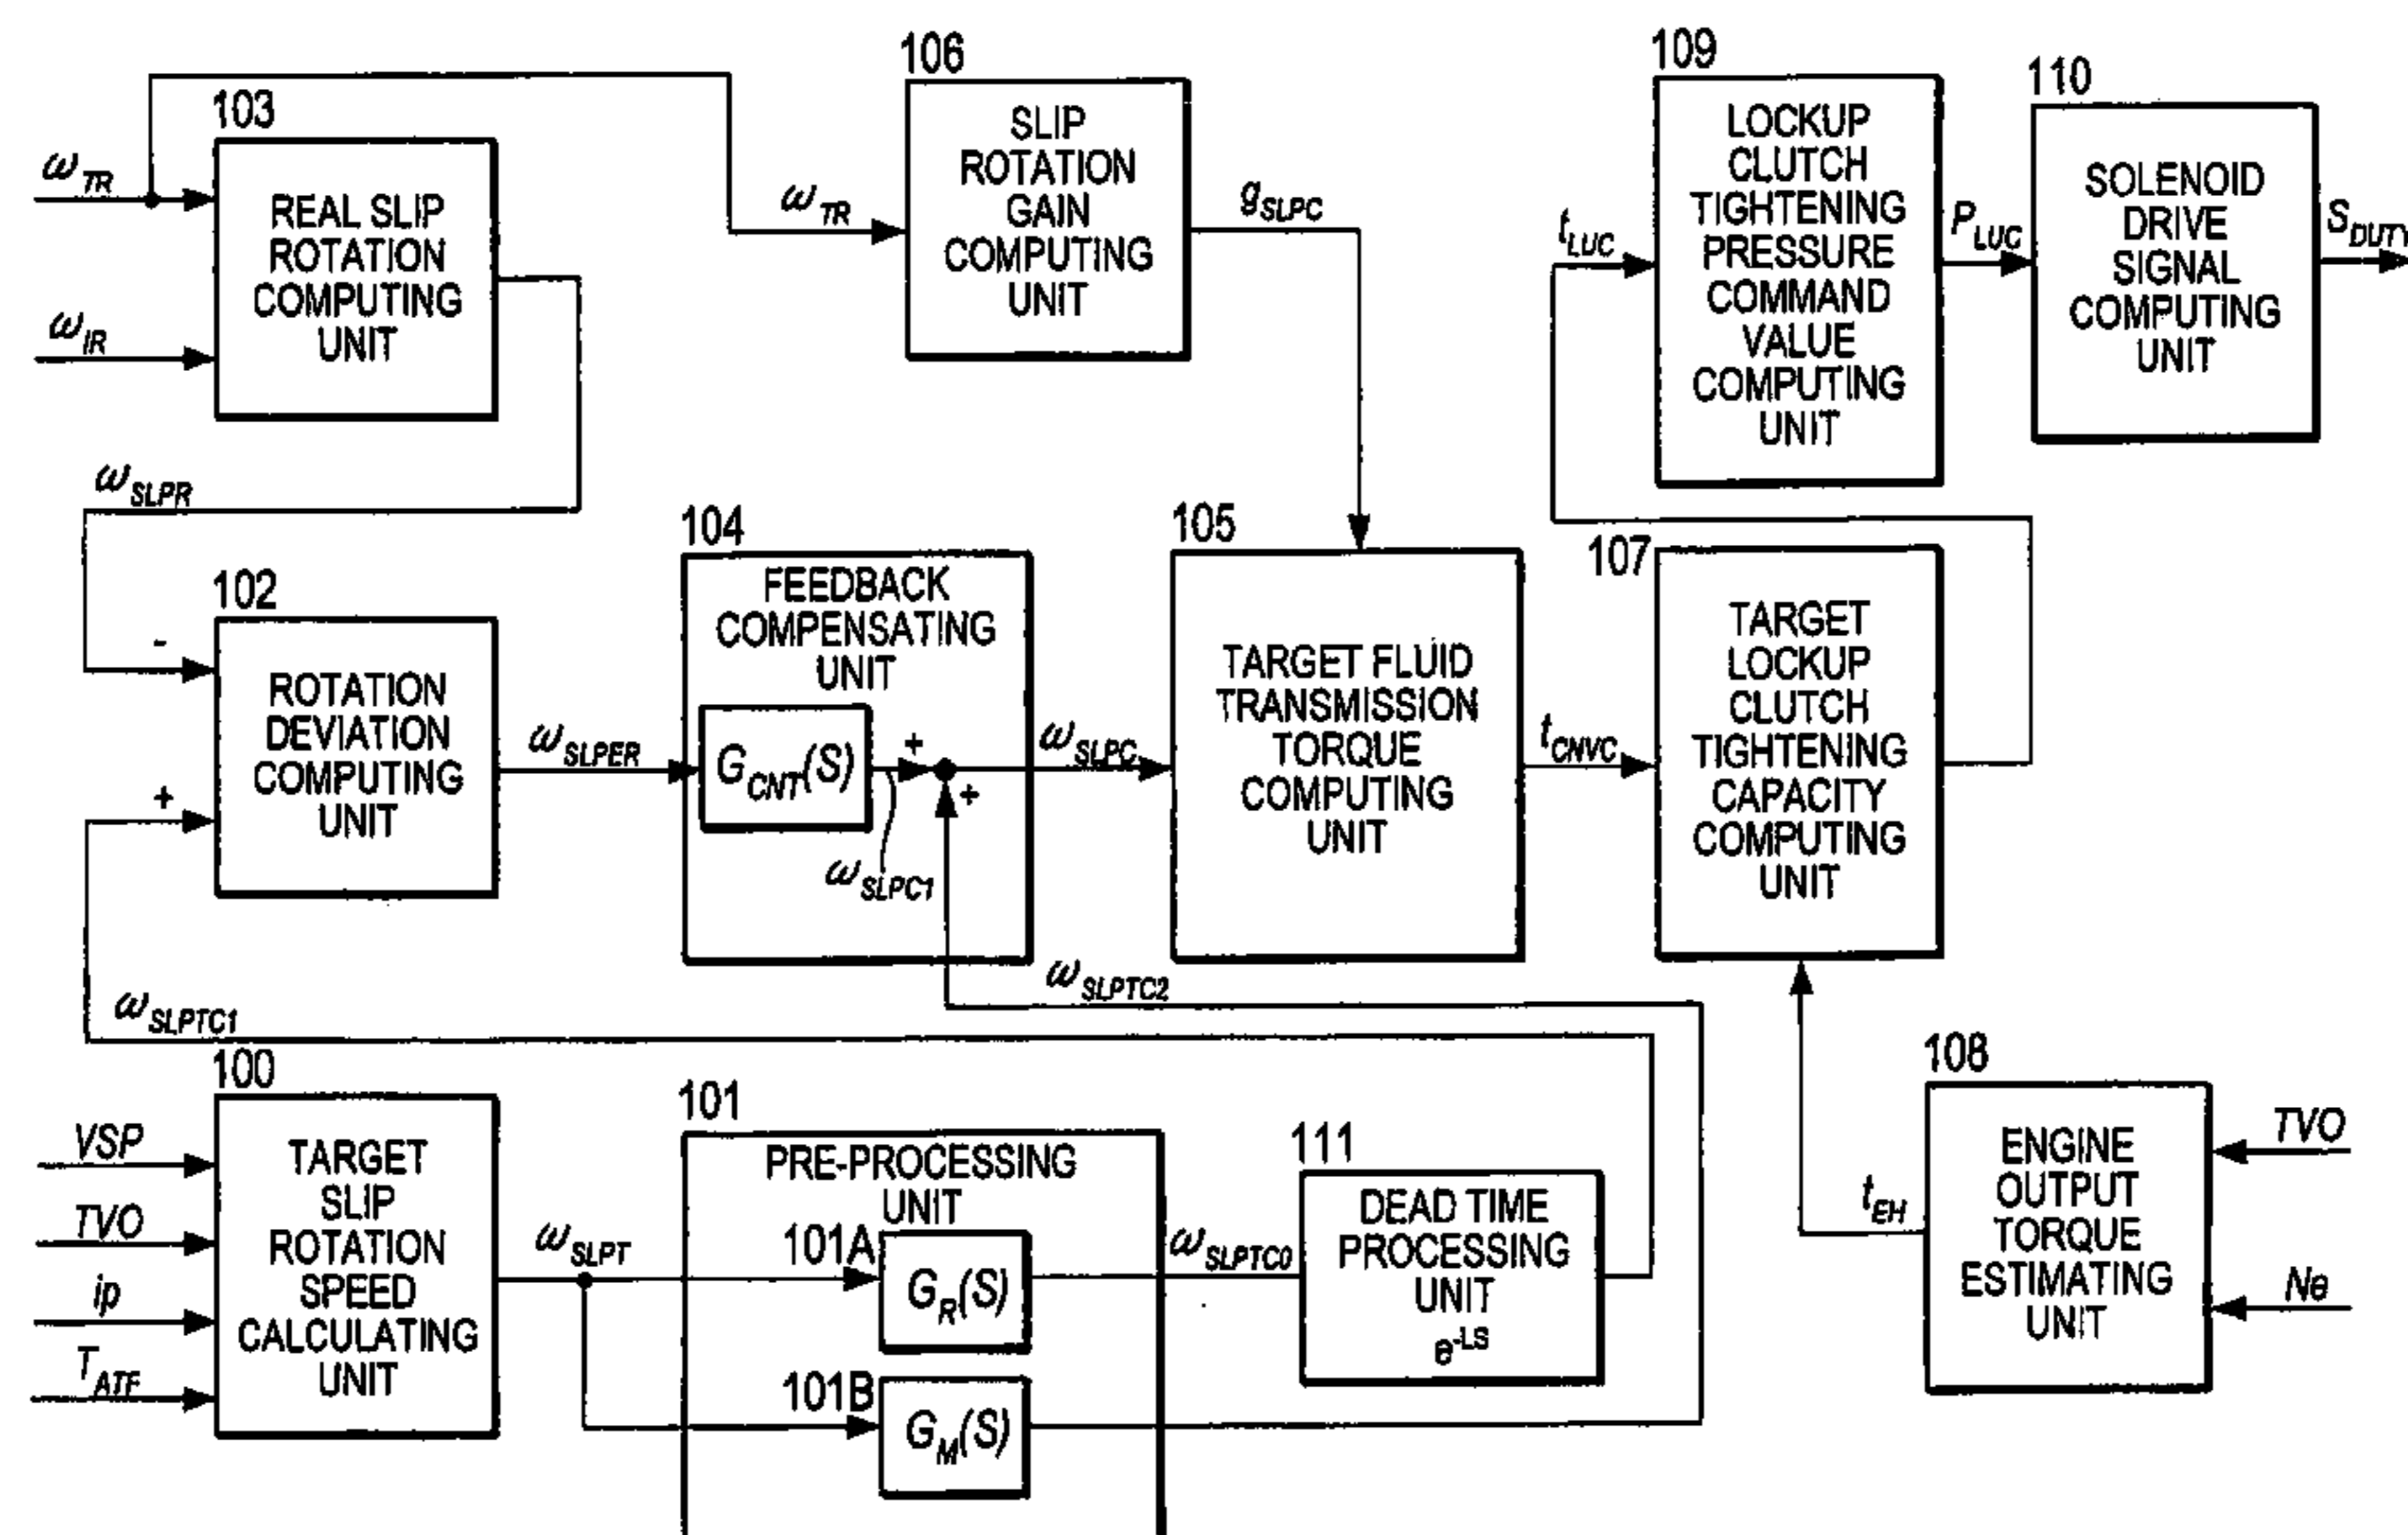 103
ω_TR
ω_IR
REAL SLIP
ROTATION
COMPUTING
UNIT
106
ω_TR
SLIP
ROTATION
GAIN
COMPUTING
UNIT
g_SLPC
109
t_LUC
LOCKUP
CLUTCH
TIGHTENING
PRESSURE
COMMAND
VALUE
COMPUTING
UNIT
P_LUC
110
SOLENOID
DRIVE
SIGNAL
COMPUTING
UNIT
S_DUTY
ω_SLPR
102
-
+
ROTATION
DEVIATION
COMPUTING
UNIT
ω_SLPER
104
FEEDBACK
COMPENSATING
UNIT
G_CNT(S)
+
+
ω_SLPC1
ω_SLPC
105
TARGET FLUID
TRANSMISSION
TORQUE
COMPUTING
UNIT
t_CNVC
107
TARGET
LOCKUP
CLUTCH
TIGHTENING
CAPACITY
COMPUTING
UNIT
ω_SLPTC2
ω_SLPTC1
100
VSP
TVO
ip
T_ATF
TARGET
SLIP
ROTATION
SPEED
CALCULATING
UNIT
ω_SLPT
101
PRE-PROCESSING
UNIT
101A
G_R(S)
101B
G_M(S)
ω_SLPTC0
111
DEAD TIME
PROCESSING
UNIT
e^-LS
108
t_EH
ENGINE
OUTPUT
TORQUE
ESTIMATING
UNIT
TVO
Ne